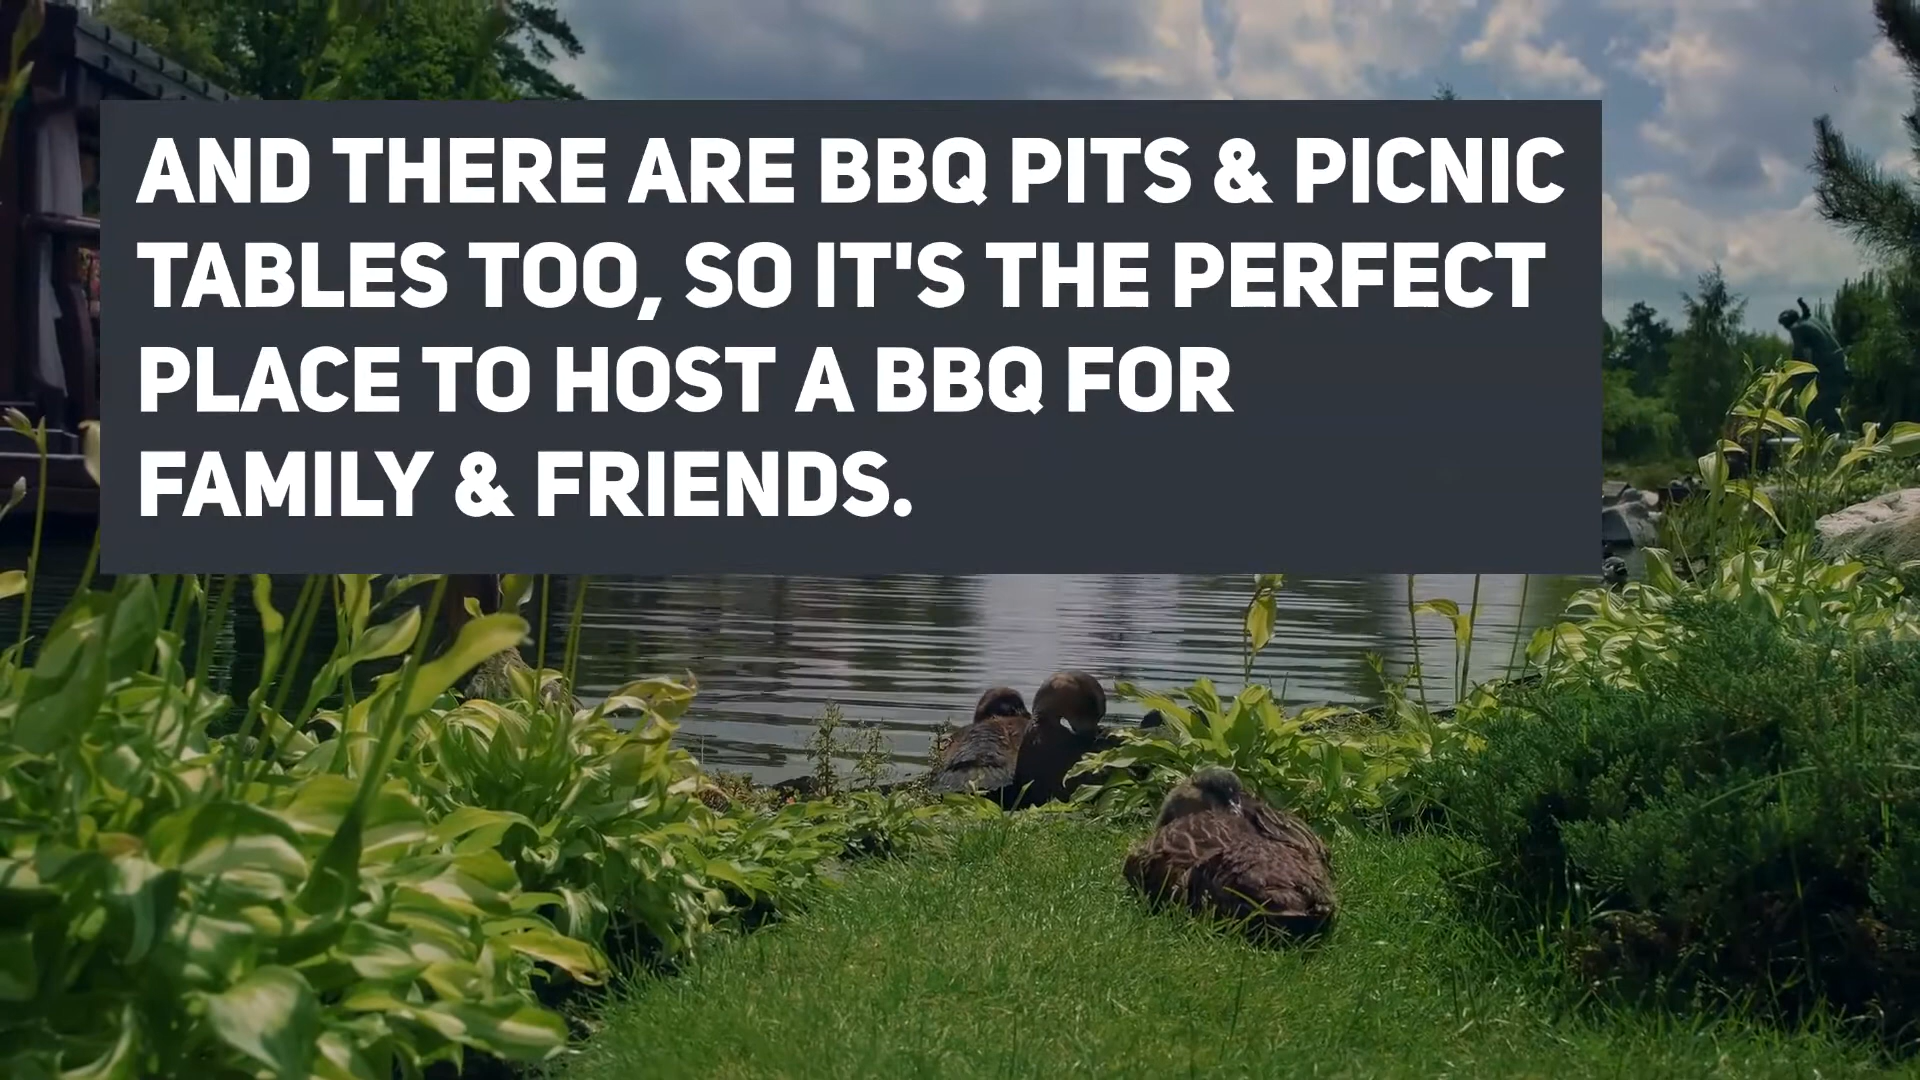 AND THERE ARE BBQ PITS & PICNIC
TABLES TOO, SO IT'S THE PERFECT
PLACE TO HOST A BBQ FOR
FAMILY & FRIENDS.